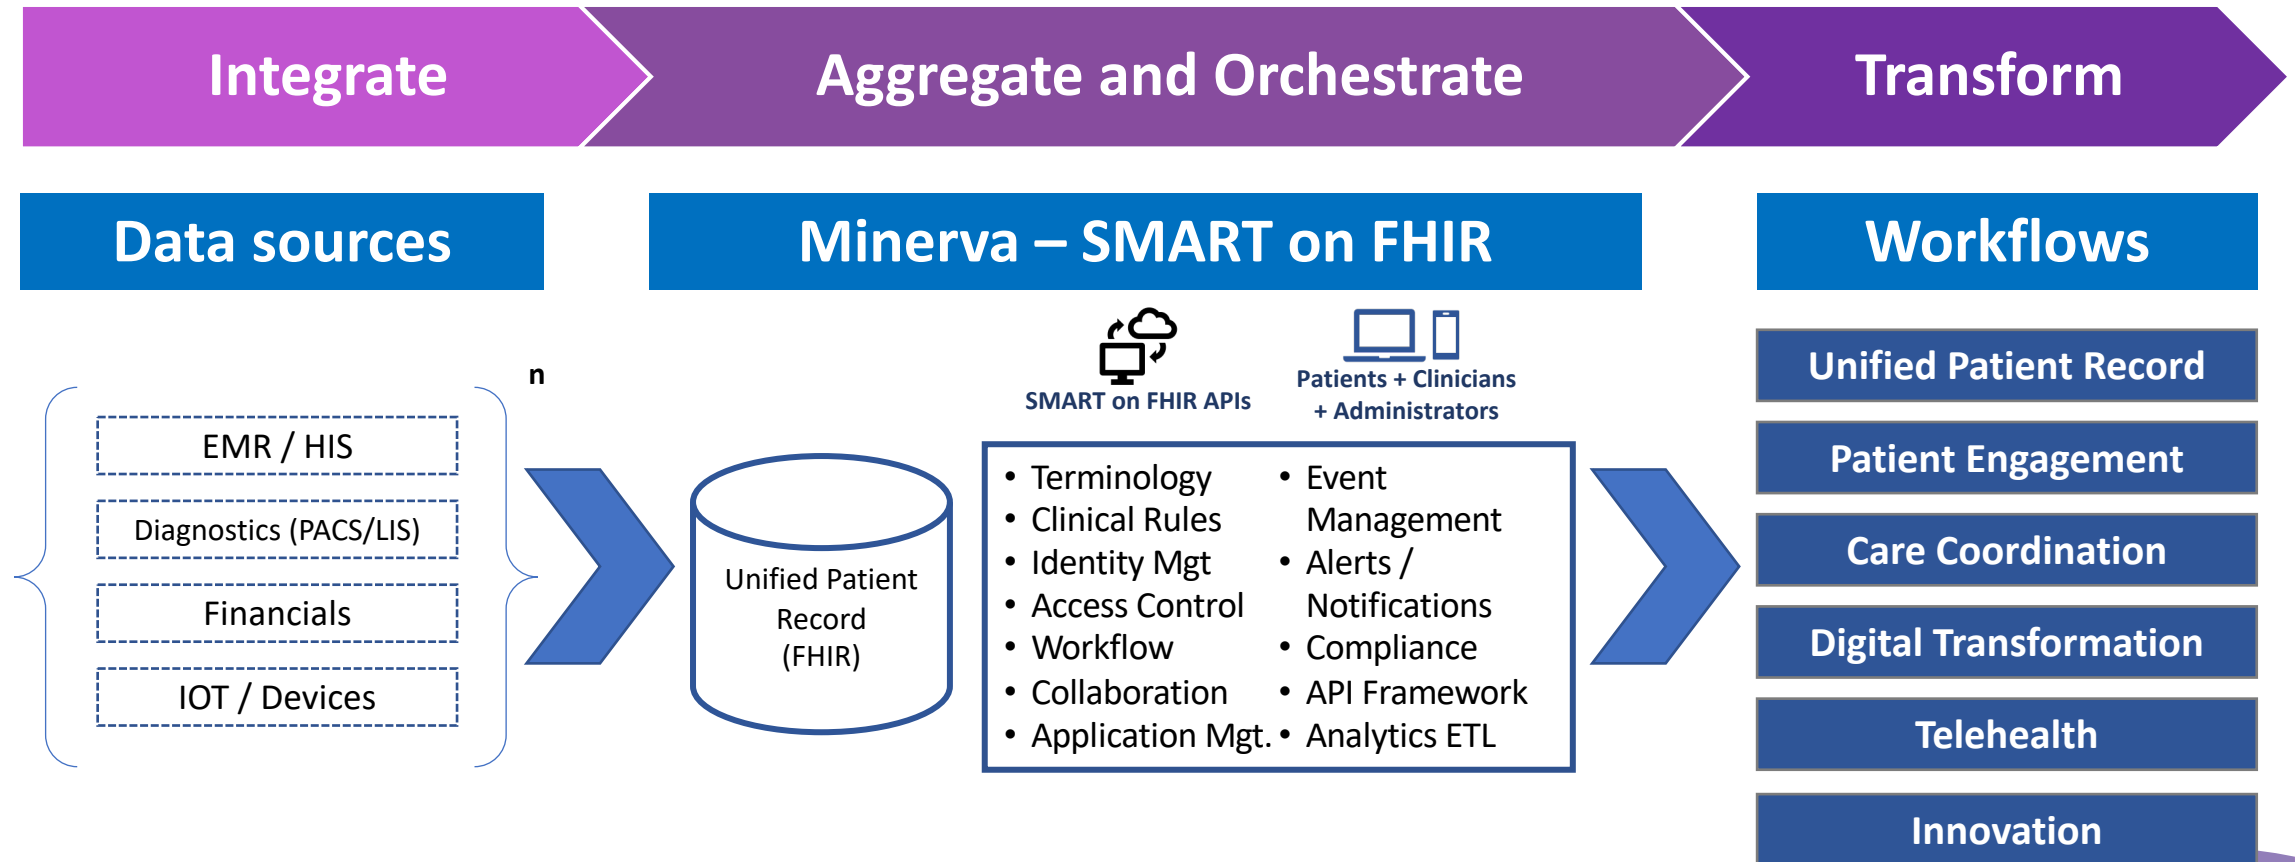 Integrate
Aggregate and Orchestrate
Transform
Data sources
Minerva – SMART on FHIR
Workflows
n
EMR / HIS
Diagnostics (PACS/LIS)
Financials
IOT / Devices
Unified Patient
Record
(FHIR)
SMART on FHIR APIs
Patients + Clinicians
+ Administrators
• Terminology
• Clinical Rules
• Identity Mgt
• Access Control
• Workflow
• Collaboration
• Application Mgt.
• Event
Management
• Alerts /
Notifications
• Compliance
• API Framework
• Analytics ETL
Unified Patient Record
Patient Engagement
Care Coordination
Digital Transformation
Telehealth
Innovation